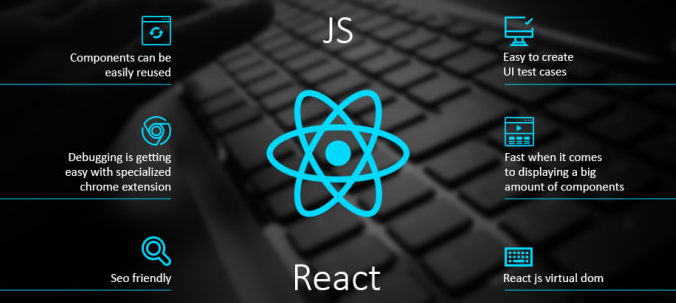 JS
Components can be
easily reused
Easy to create
UI test cases
Debugging is getting
easy with specialized
chrome extension
Fast when it comes
to displaying a big
amount of components
Seo friendly
React js virtual dom
React